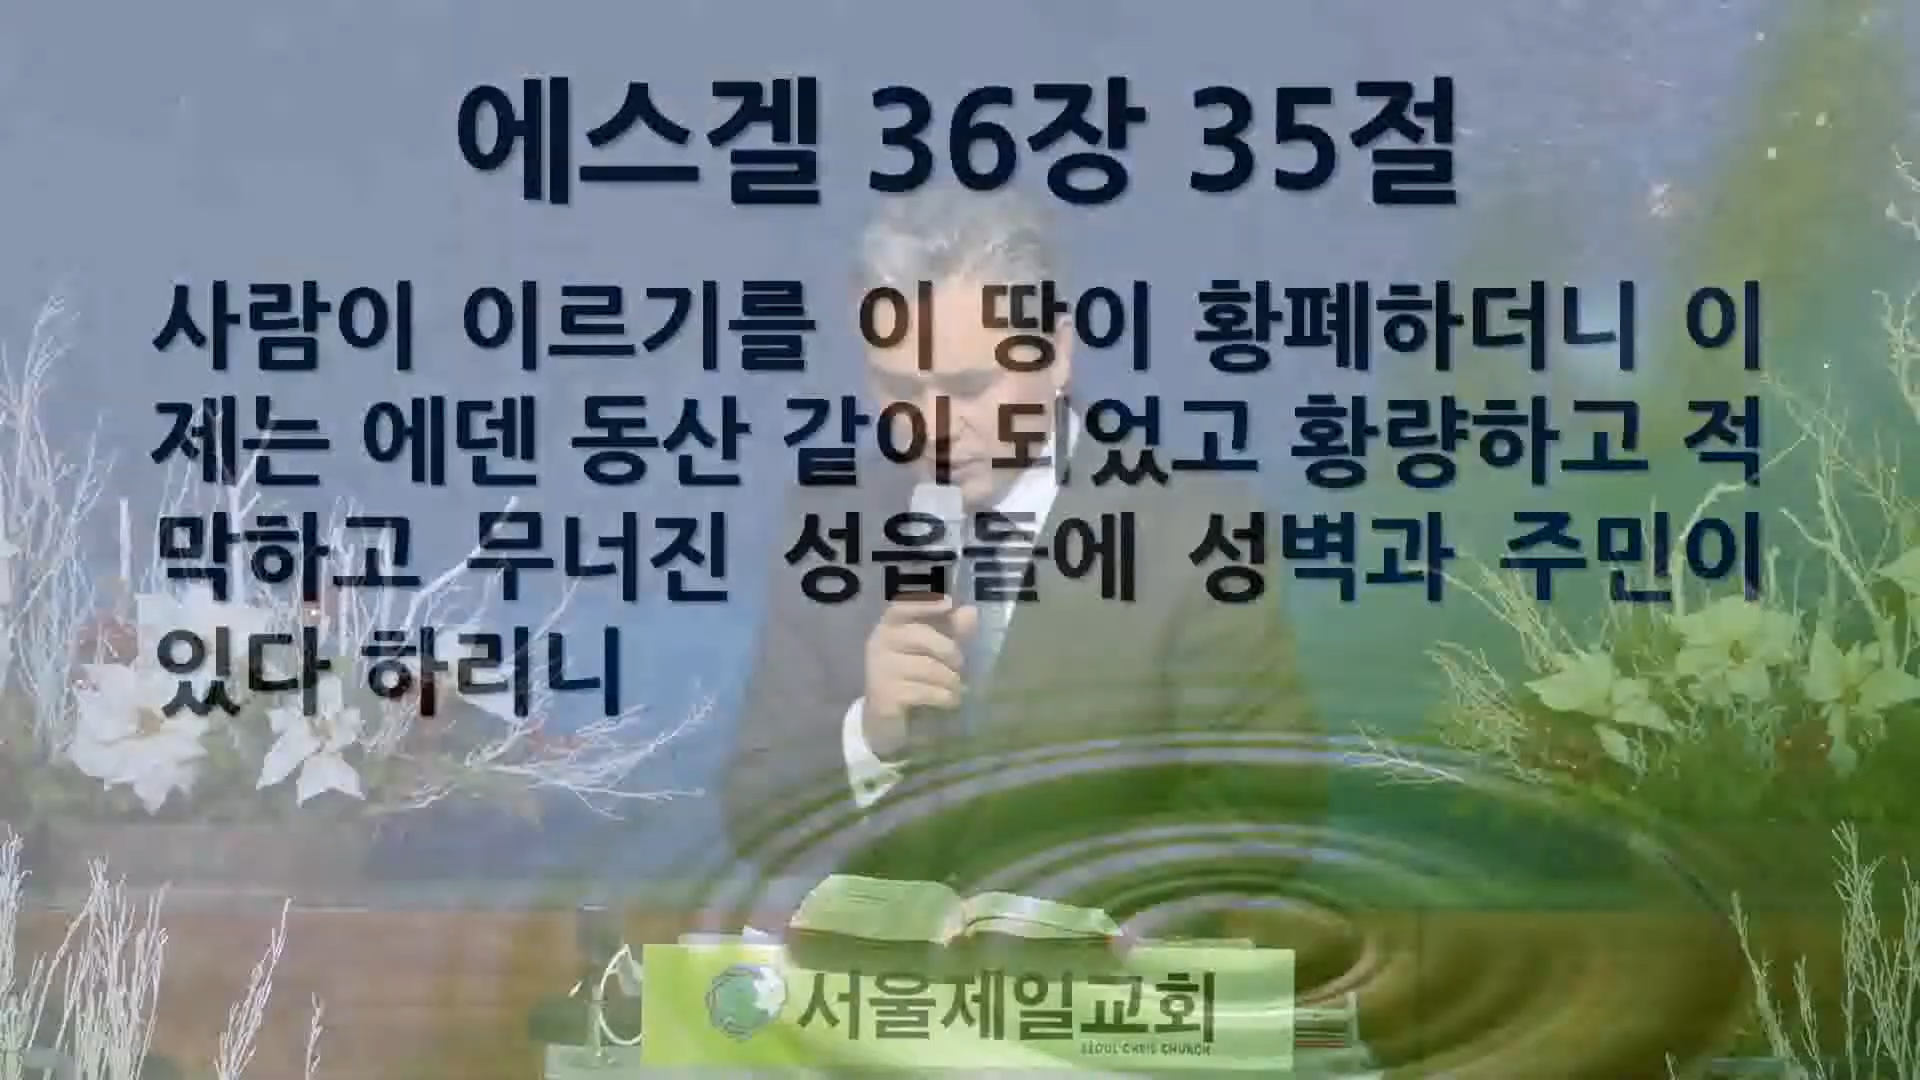 에스겔 36장 35절
사람이 이르기를 이 땅이 황폐하더니 이
제는 에덴 동산 같이 되었고 황량하고 적
막하고 무너진 성읍들에 성벽과 주민이
있다 하리니
서울제일교회
SEOUL CHEIL CHURCH